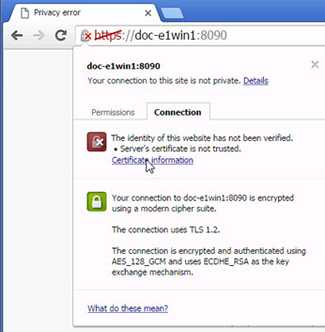 Privacy error
https://doc-e1win1:8090
doc-e1win1:8090
Your connection to this site is not private. Details
Permissions Connection
The identity of this website has not been verified.
• Server's certificate is not trusted.
Certificate information
Your connection to doc-e1win1:8090 is encrypted
using a modern cipher suite.
The connection uses TLS 1.2.
The connection is encrypted and authenticated using
AES_128_GCM and uses ECDHE_RSA as the key
exchange mechanism.
What do these mean?